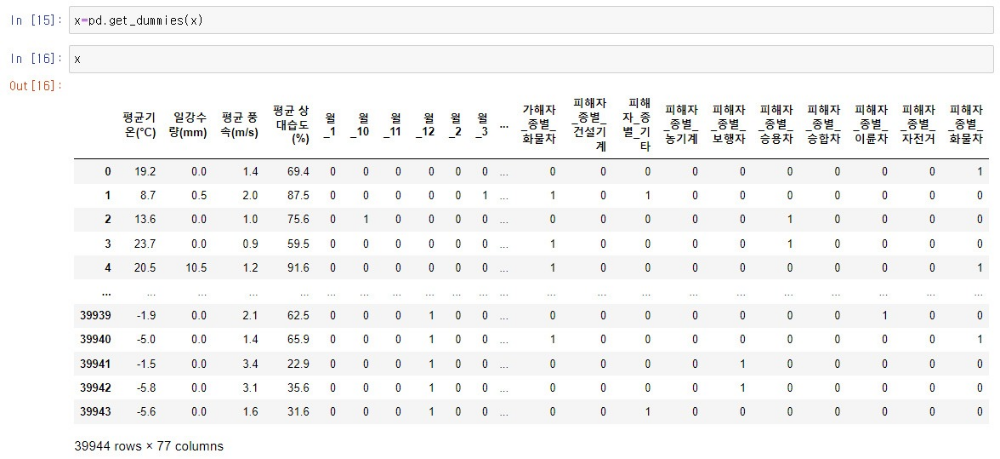 In [15]: x=pd.get_dummies(x)
In [16]: x
Out[16]:
평균기온(°C) 일강수량(mm) 평균 풍속(m/s) 평균 상대습도(%) 월_1 월_10 월_11 월_12 월_2 월_3 ... 가해자_종별_화물차 피해자_종별_건설기계 피해자_종별_기타 피해자_종별_농기계 피해자_종별_보행자 피해자_종별_승용차 피해자_종별_승합차 피해자_종별_이륜차 피해자_종별_자전거 피해자_종별_화물차
0 19.2 0.0 1.4 69.4 0 0 0 0 0 0 ... 0 0 0 0 0 0 0 0 0 1
1 8.7 0.5 2.0 87.5 0 0 0 0 0 1 ... 1 0 1 0 0 0 0 0 0 0
2 13.6 0.0 1.0 75.6 0 1 0 0 0 0 ... 0 0 0 0 0 1 0 0 0 0
3 23.7 0.0 0.9 59.5 0 0 0 0 0 0 ... 1 0 0 0 0 1 0 0 0 0
4 20.5 10.5 1.2 91.6 0 0 0 0 0 0 ... 1 0 0 0 0 0 0 0 0 1
... ... ... ... ... ... ... ... ... ... ... ... ... ... ... ... ... ... ... ... ... ...
39939 -1.9 0.0 2.1 62.5 0 0 0 1 0 0 ... 0 0 0 0 0 0 0 1 0 0
39940 -5.0 0.0 1.4 65.9 0 0 0 1 0 0 ... 1 0 0 0 0 0 0 0 0 1
39941 -1.5 0.0 3.4 22.9 0 0 0 1 0 0 ... 0 0 0 0 1 0 0 0 0 0
39942 -5.8 0.0 3.1 35.6 0 0 0 1 0 0 ... 0 0 0 0 1 0 0 0 0 0
39943 -5.6 0.0 1.6 31.6 0 0 0 1 0 0 ... 0 0 1 0 0 0 0 0 0 0
39944 rows × 77 columns